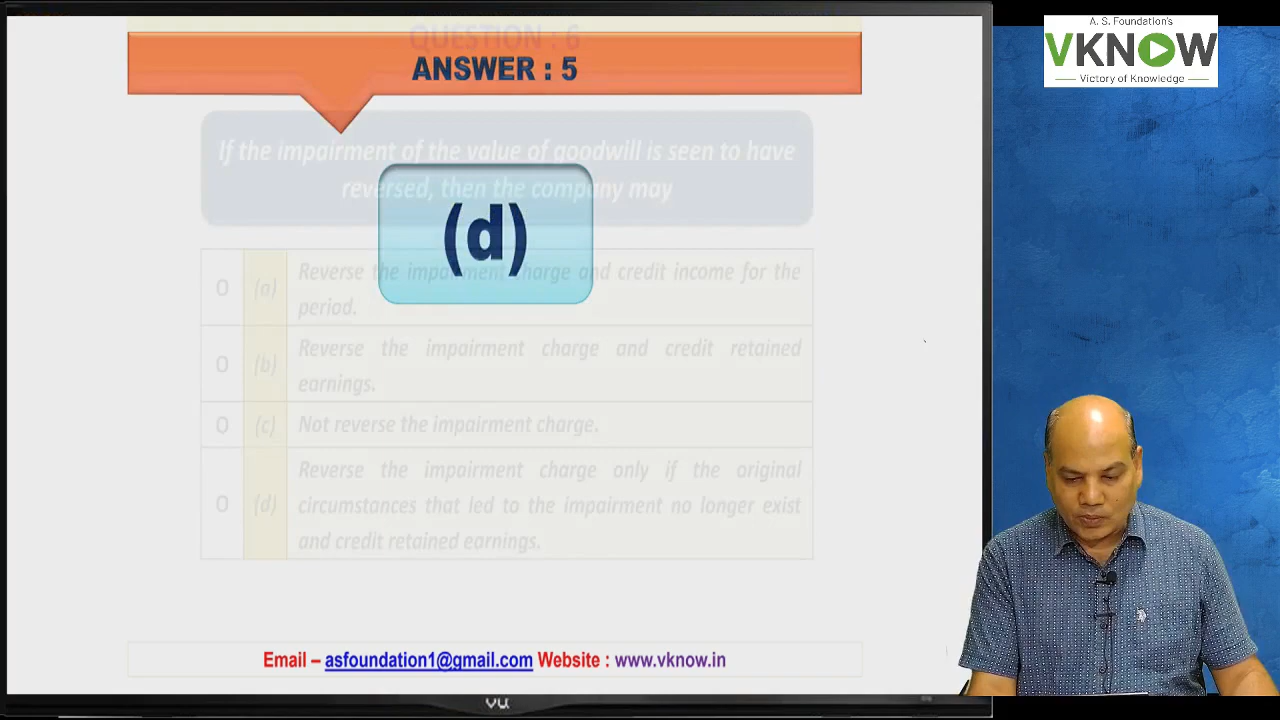 QUESTION : 6
ANSWER : 5
If the impairment of the value of goodwill is seen to have
reversed, then the company may
(d)
O (a) Reverse the impairment charge and credit income for the
period.
O (b) Reverse the impairment charge and credit retained
earnings.
O (c) Not reverse the impairment charge.
O (d) Reverse the impairment charge only if the original
circumstances that led to the impairment no longer exist
and credit retained earnings.
Email – asfoundation1@gmail.com Website : www.vknow.in
vu
A. S. Foundation's
VKNOW
Victory of Knowledge